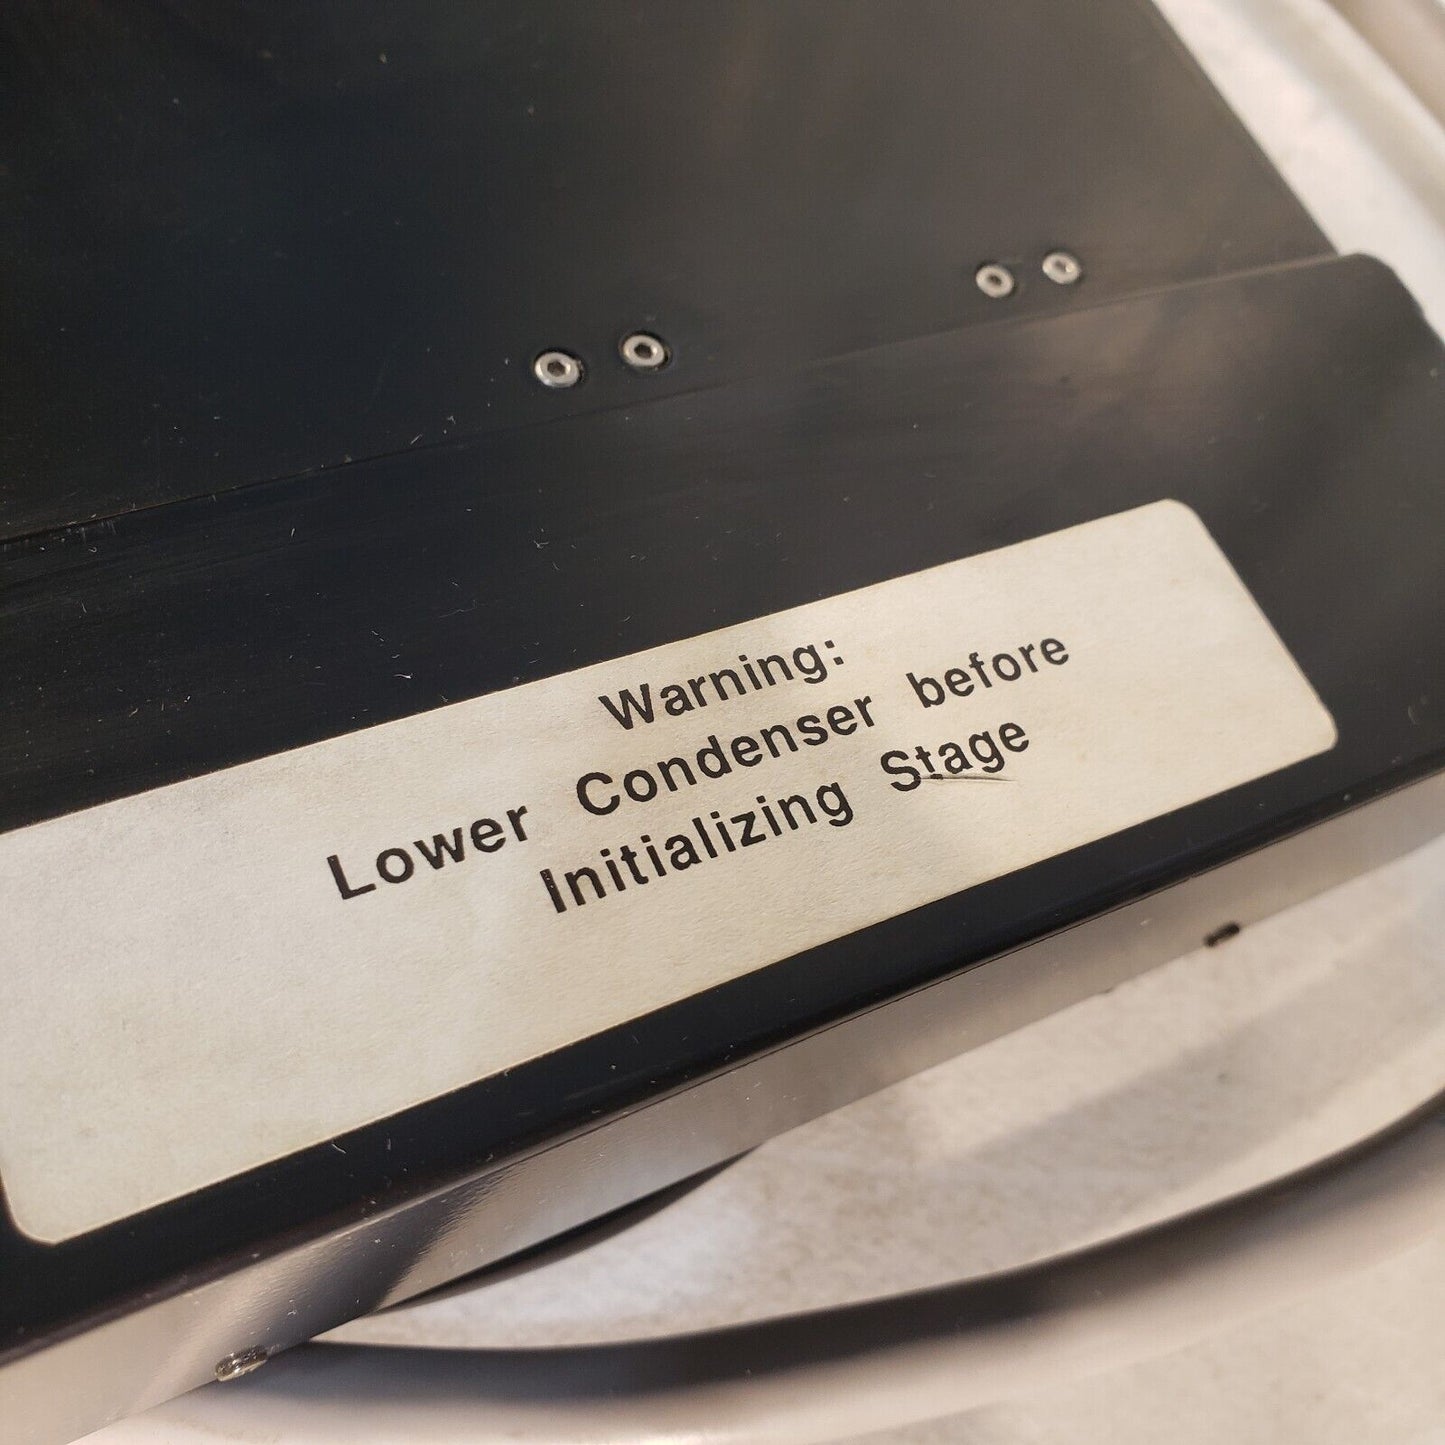 Warning:
Lower Condenser before
Initializing Stage